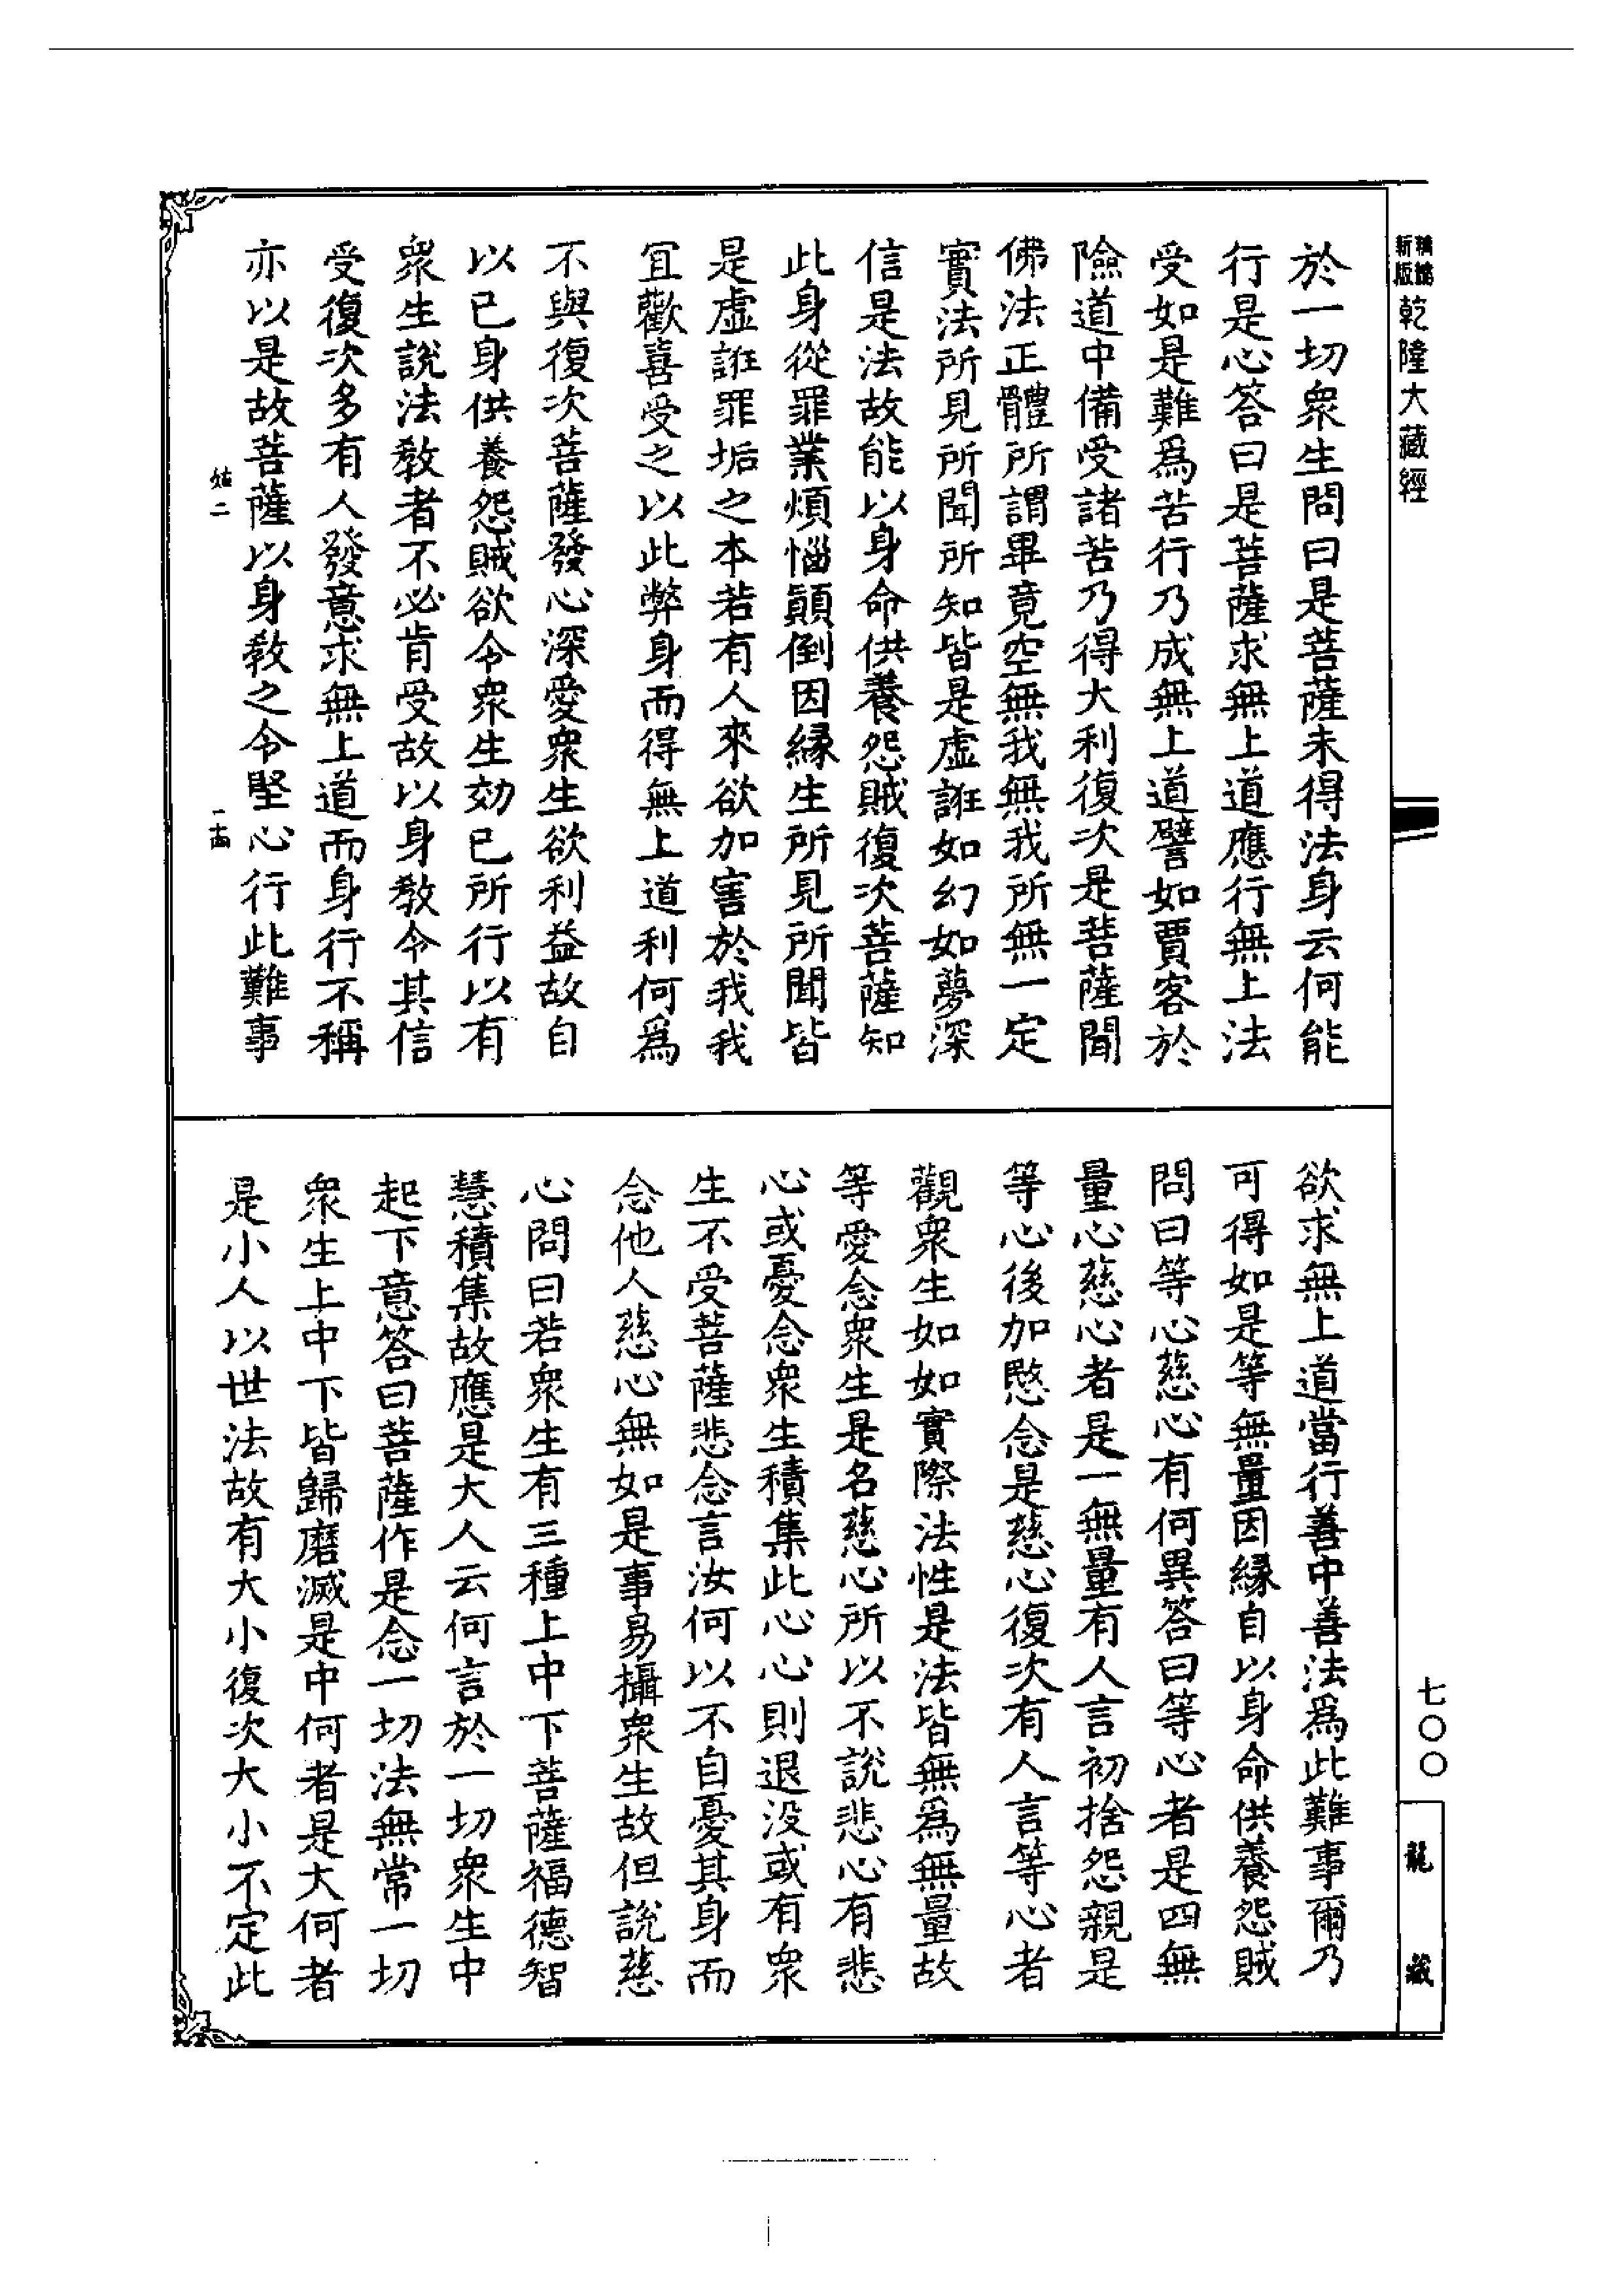 新版
乾隆大藏經
於一切衆生問曰是菩薩未得法身云何能
行是心答曰是菩薩求無上道應行無上法
受如是難爲苦行乃成無上道譬如賈客於
險道中備受諸苦乃得大利復次是菩薩聞
佛法正體所謂畢竟空無我無我所無一定
實法所見所聞所知皆是虛誑如幻如夢深
信是法故能以身命供養怨賊復次菩薩知
此身從罪業煩惱顚倒因緣生所見所聞皆
是虛誑罪垢之本若有人來欲加害於我我
宜歡喜受之以此弊身而得無上道利何爲
不與復次菩薩發心深愛衆生欲利益故自
以已身供養怨賊欲令衆生効已所行以有
衆生說法教者不必肯受故以身教令其信
受復次多有人發意求無上道而身行不稱
亦以是故菩薩以身教之令堅心行此難事
姑二
欲求無上道當行善中善法爲此難事爾乃
可得如是等無量因緣自以身命供養怨賊
問曰等心慈心有何異答曰等心者是四無
量心慈心者是一無量有人言初捨怨親是
等心後加愍念是慈心復次有人言等心者
觀衆生如如實際法性是法皆無爲無量故
等愛念衆生是名慈心所以不說悲心有悲
心或憂念衆生積集此心心則退没或有衆
生不受菩薩悲念言汝何以不自憂其身而
念他人慈心無如是事易攝衆生故但說慈
心問曰若衆生有三種上中下菩薩福德智
慧積集故應是大人云何言於一切衆生中
起下意答曰菩薩作是念一切法無常一切
衆生上中下皆歸磨滅是中何者是大何者
是小人以世法故有大小復次大小不定此
七〇〇
龍藏